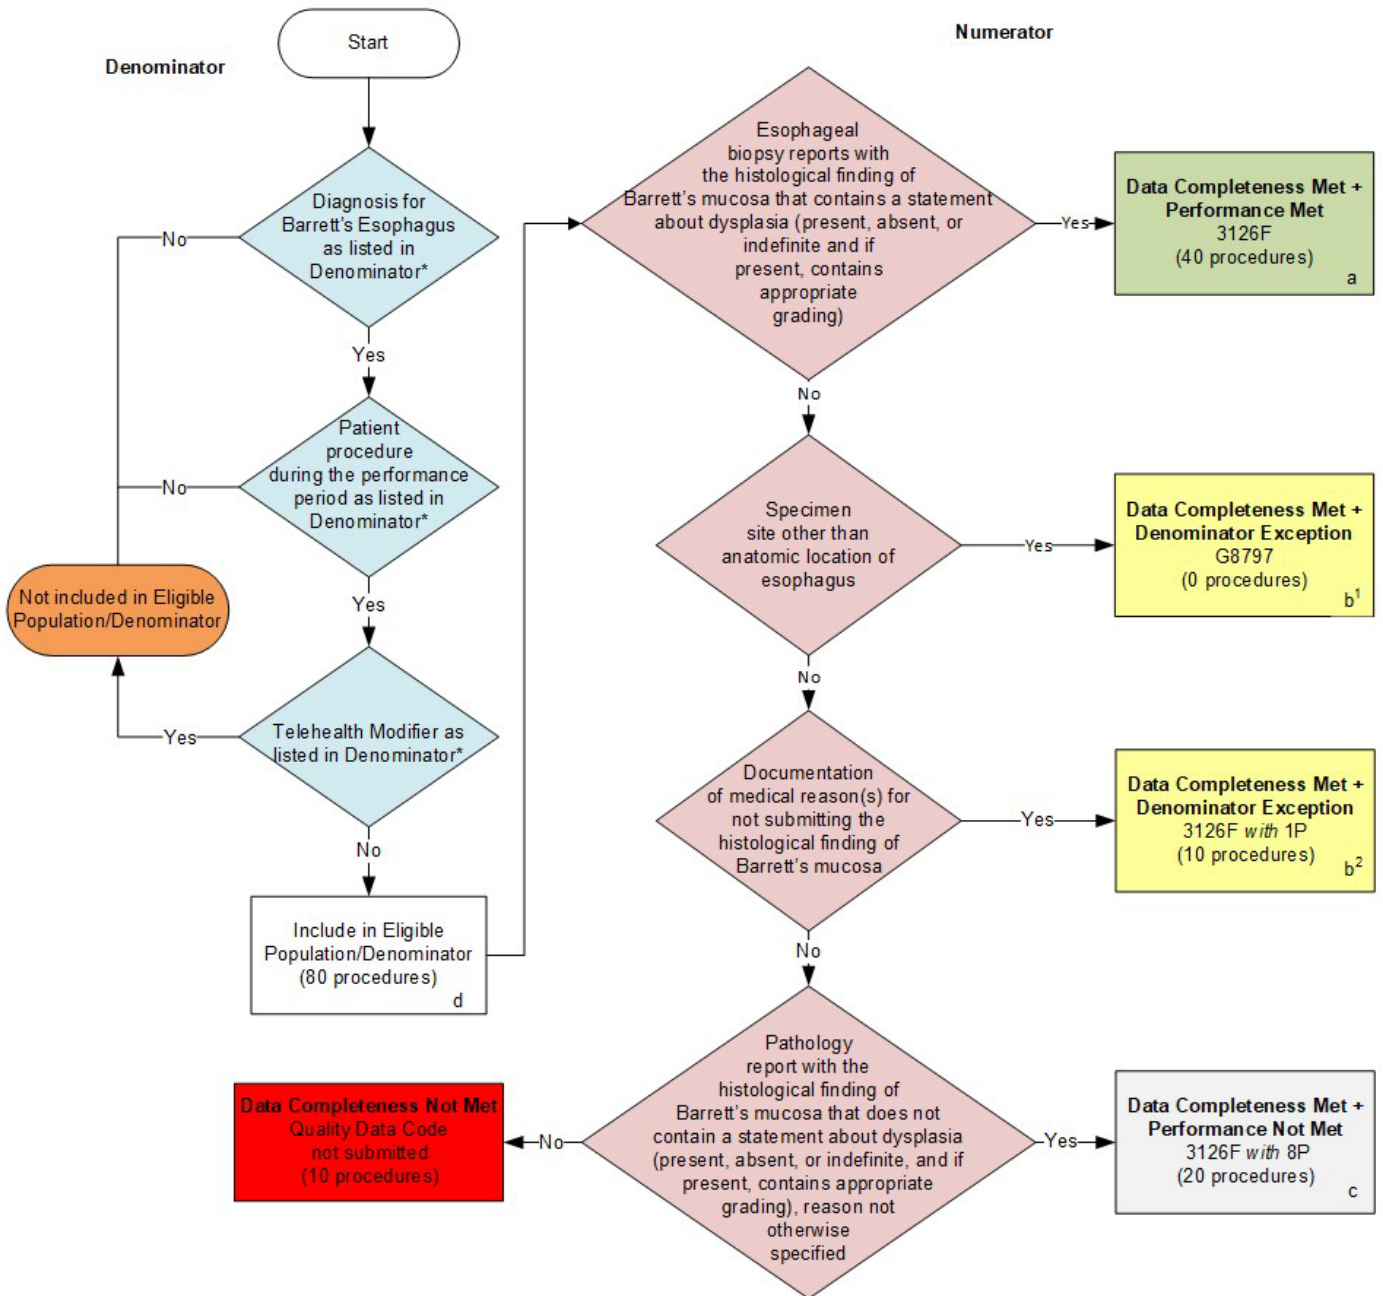 Start
Denominator
Diagnosis for
Barrett's Esophagus
as listed in
Denominator*
No
Yes
Patient
procedure
during the performance
period as listed in
Denominator*
No
Yes
Not included in Eligible
Population/Denominator
Telehealth Modifier as
listed in Denominator*
Yes
No
Include in Eligible
Population/Denominator
(80 procedures)
d
Numerator
Esophageal
biopsy reports with
the histological finding of
Barrett's mucosa that contains a statement
about dysplasia (present, absent, or
indefinite and if
present, contains
appropriate
grading)
Yes
Data Completeness Met +
Performance Met
3126F
(40 procedures)
a
No
Specimen
site other than
anatomic location of
esophagus
Yes
Data Completeness Met +
Denominator Exception
G8797
(0 procedures)
b¹
No
Documentation
of medical reason(s) for
not submitting the
histological finding of
Barrett's mucosa
Yes
Data Completeness Met +
Denominator Exception
3126F with 1P
(10 procedures)
b²
No
Pathology
report with the
histological finding of
Barrett's mucosa that does not
contain a statement about dysplasia
(present, absent, or indefinite, and if
present, contains appropriate
grading), reason not
otherwise
specified
Yes
Data Completeness Met +
Performance Not Met
3126F with 8P
(20 procedures)
c
No
Data Completeness Not Met
Quality Data Code
not submitted
(10 procedures)